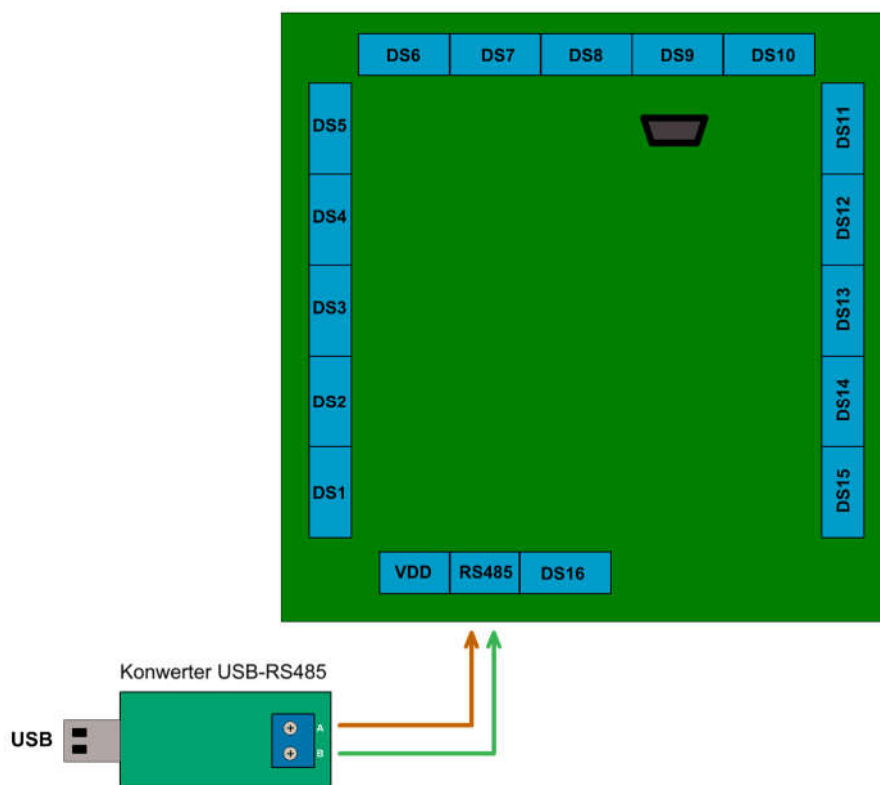 DS6 DS7 DS8 DS9 DS10
DS5
DS4
DS3
DS2
DS1
DS11
DS12
DS13
DS14
DS15
VDD RS485 DS16
Konwerter USB-RS485
USB
A
B